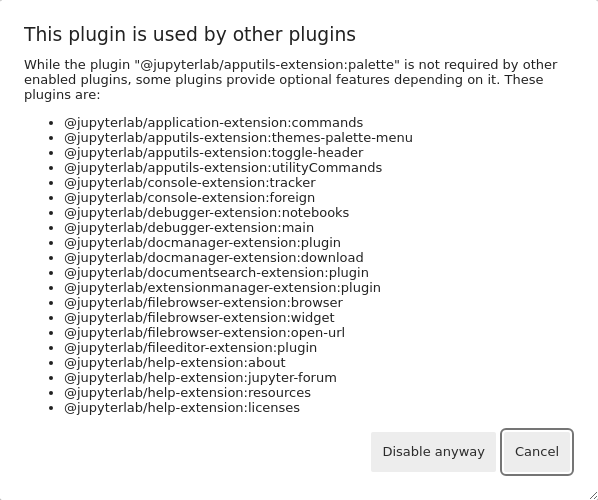 This plugin is used by other plugins
While the plugin "@jupyterlab/apputils-extension:palette" is not required by other
enabled plugins, some plugins provide optional features depending on it. These
plugins are:
• @jupyterlab/application-extension:commands
• @jupyterlab/apputils-extension:themes-palette-menu
• @jupyterlab/apputils-extension:toggle-header
• @jupyterlab/apputils-extension:utilityCommands
• @jupyterlab/console-extension:tracker
• @jupyterlab/console-extension:foreign
• @jupyterlab/debugger-extension:notebooks
• @jupyterlab/debugger-extension:main
• @jupyterlab/docmanager-extension:plugin
• @jupyterlab/docmanager-extension:download
• @jupyterlab/documentsearch-extension:plugin
• @jupyterlab/extensionmanager-extension:plugin
• @jupyterlab/filebrowser-extension:browser
• @jupyterlab/filebrowser-extension:widget
• @jupyterlab/filebrowser-extension:open-url
• @jupyterlab/fileeditor-extension:plugin
• @jupyterlab/help-extension:about
• @jupyterlab/help-extension:jupyter-forum
• @jupyterlab/help-extension:resources
• @jupyterlab/help-extension:licenses
Disable anyway
Cancel